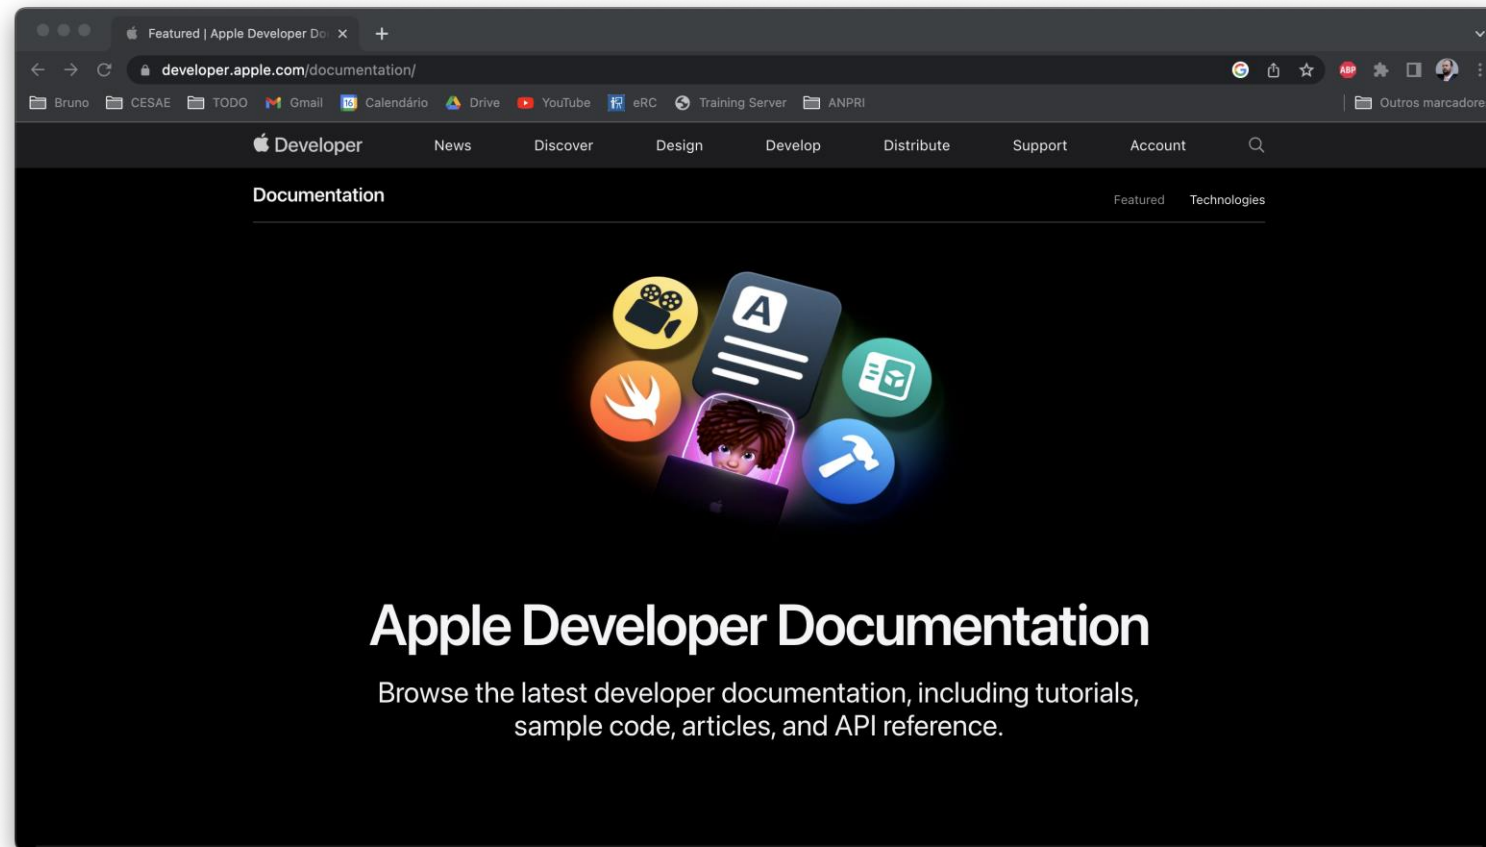 Featured | Apple Developer Do
developer.apple.com/documentation/
G ABP
Bruno CESAE TODO Gmail 16 Calendário Drive YouTube eRC Training Server ANPRI Outros marcadore
Developer News Discover Design Develop Distribute Support Account
Documentation Featured Technologies
A
Apple Developer Documentation
Browse the latest developer documentation, including tutorials,
sample code, articles, and API reference.